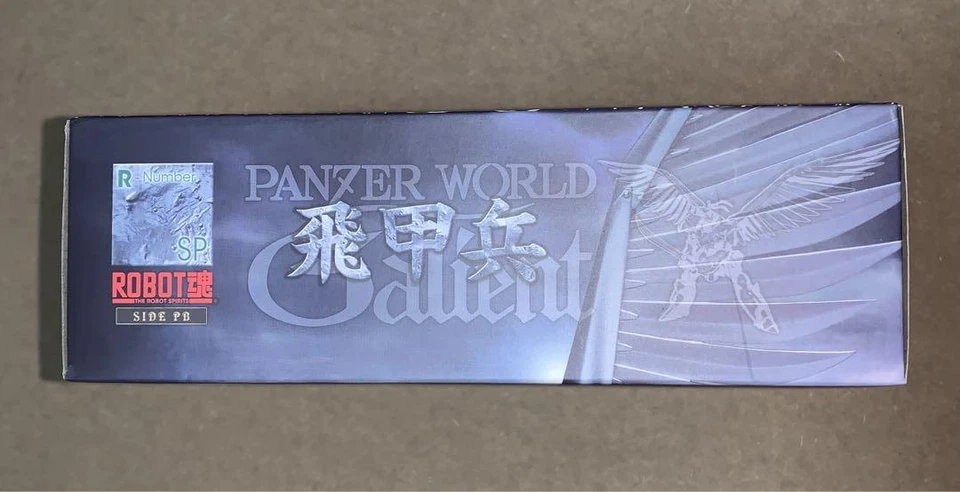 R-Number
SP
ROBOT魂
THE ROBOT SPIRITS
SIDE PB
PANZER WORLD
飛甲兵
Galient